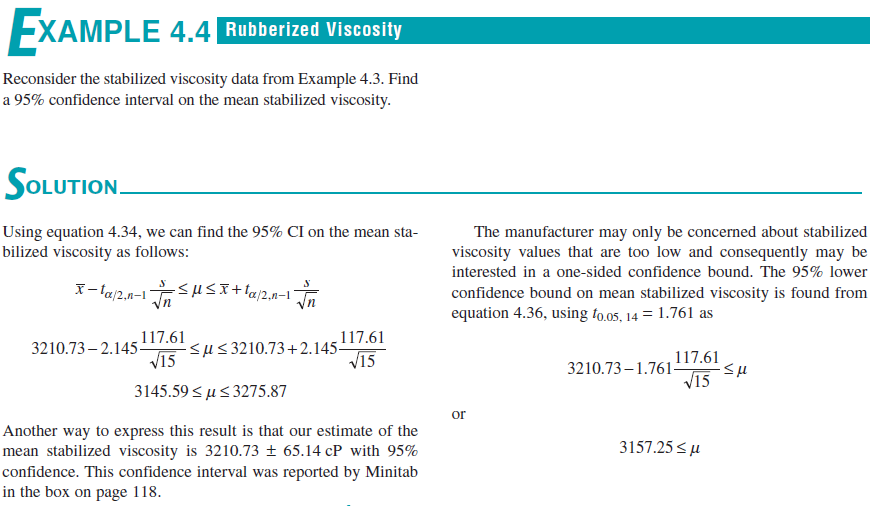 EXAMPLE 4.4 Rubberized Viscosity
Reconsider the stabilized viscosity data from Example 4.3. Find
a 95% confidence interval on the mean stabilized viscosity.
SOLUTION
Using equation 4.34, we can find the 95% CI on the mean sta-
bilized viscosity as follows:
x̅ − t_{α/2,n−1} s/√n ≤ μ ≤ x̅ + t_{α/2,n−1} s/√n
3210.73 − 2.145 117.61/√15 ≤ μ ≤ 3210.73 + 2.145 117.61/√15
3145.59 ≤ μ ≤ 3275.87
Another way to express this result is that our estimate of the
mean stabilized viscosity is 3210.73 ± 65.14 cP with 95%
confidence. This confidence interval was reported by Minitab
in the box on page 118.
The manufacturer may only be concerned about stabilized
viscosity values that are too low and consequently may be
interested in a one-sided confidence bound. The 95% lower
confidence bound on mean stabilized viscosity is found from
equation 4.36, using t_{0.05, 14} = 1.761 as
3210.73 − 1.761 117.61/√15 ≤ μ
or
3157.25 ≤ μ